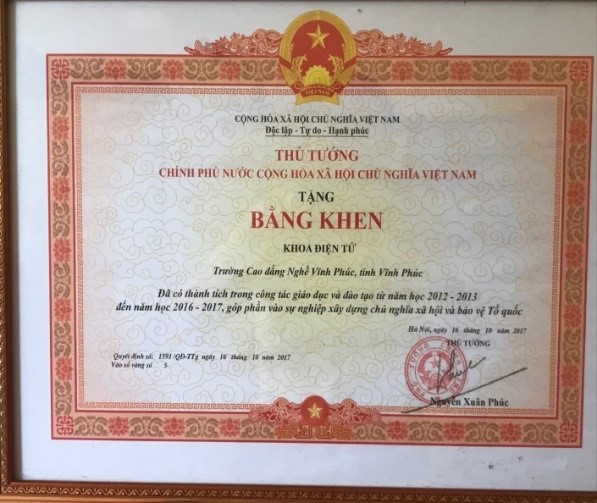 VIỆT NAM
CỘNG HÒA XÃ HỘI CHỦ NGHĨA VIỆT NAM
Độc lập - Tự do - Hạnh phúc
THỦ TƯỚNG
CHÍNH PHỦ NƯỚC CỘNG HÒA XÃ HỘI CHỦ NGHĨA VIỆT NAM
TẶNG
BẰNG KHEN
KHOA ĐIỆN TỬ
Trường Cao đẳng Nghề Vĩnh Phúc, tỉnh Vĩnh Phúc
Đã có thành tích trong công tác giáo dục và đào tạo từ năm học 2012 - 2013
đến năm học 2016 - 2017, góp phần vào sự nghiệp xây dựng chủ nghĩa xã hội và bảo vệ Tổ quốc
Hà Nội, ngày 16 tháng 10 năm 2017
THỦ TƯỚNG
Quyết định số: 1591 /QĐ-TTg ngày 16 tháng 10 năm 2017
Vào sổ vàng số 5
Nguyễn Xuân Phúc